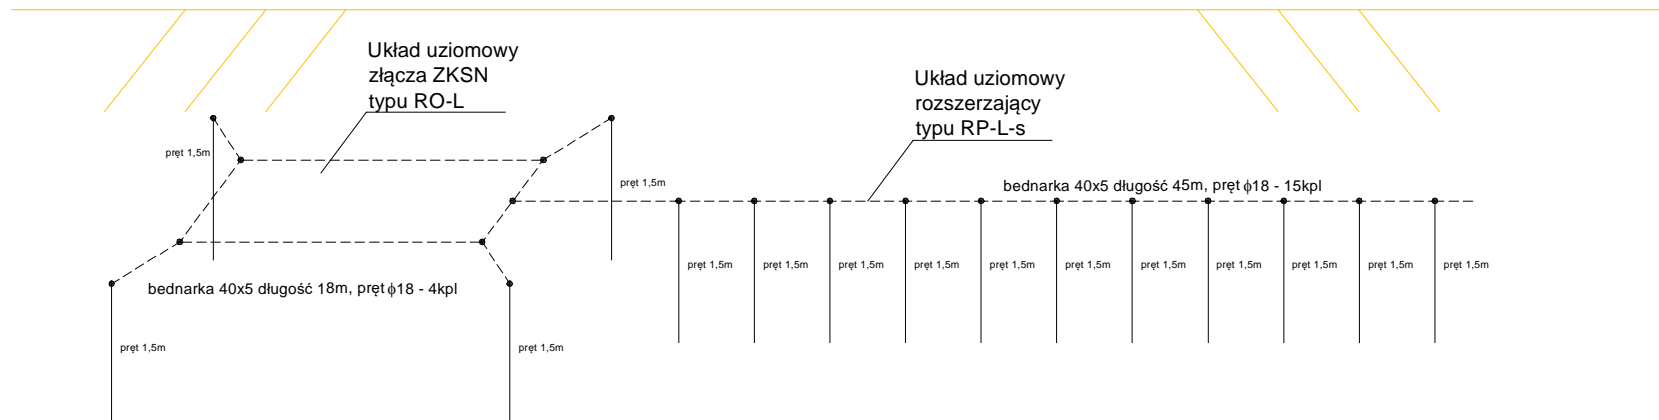 Układ uziomowy
złącza ZKSN
typu RO-L
Układ uziomowy
rozszerzający
typu RP-L-s
pręt 1,5m
pręt 1,5m
bednarka 40x5 długość 45m, pręt ϕ18 - 15kpl
pręt 1,5m
pręt 1,5m
pręt 1,5m
pręt 1,5m
pręt 1,5m
pręt 1,5m
pręt 1,5m
pręt 1,5m
pręt 1,5m
pręt 1,5m
pręt 1,5m
bednarka 40x5 długość 18m, pręt ϕ18 - 4kpl
pręt 1,5m
pręt 1,5m